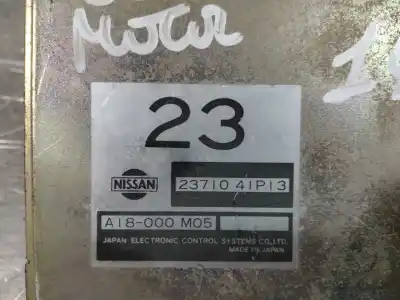 MOTOR
23
NISSAN
23710 41P13
A18-000 M05
JAPAN ELECTRONIC CONTROL SYSTEMS CO.,LTD.
MADE IN JAPAN